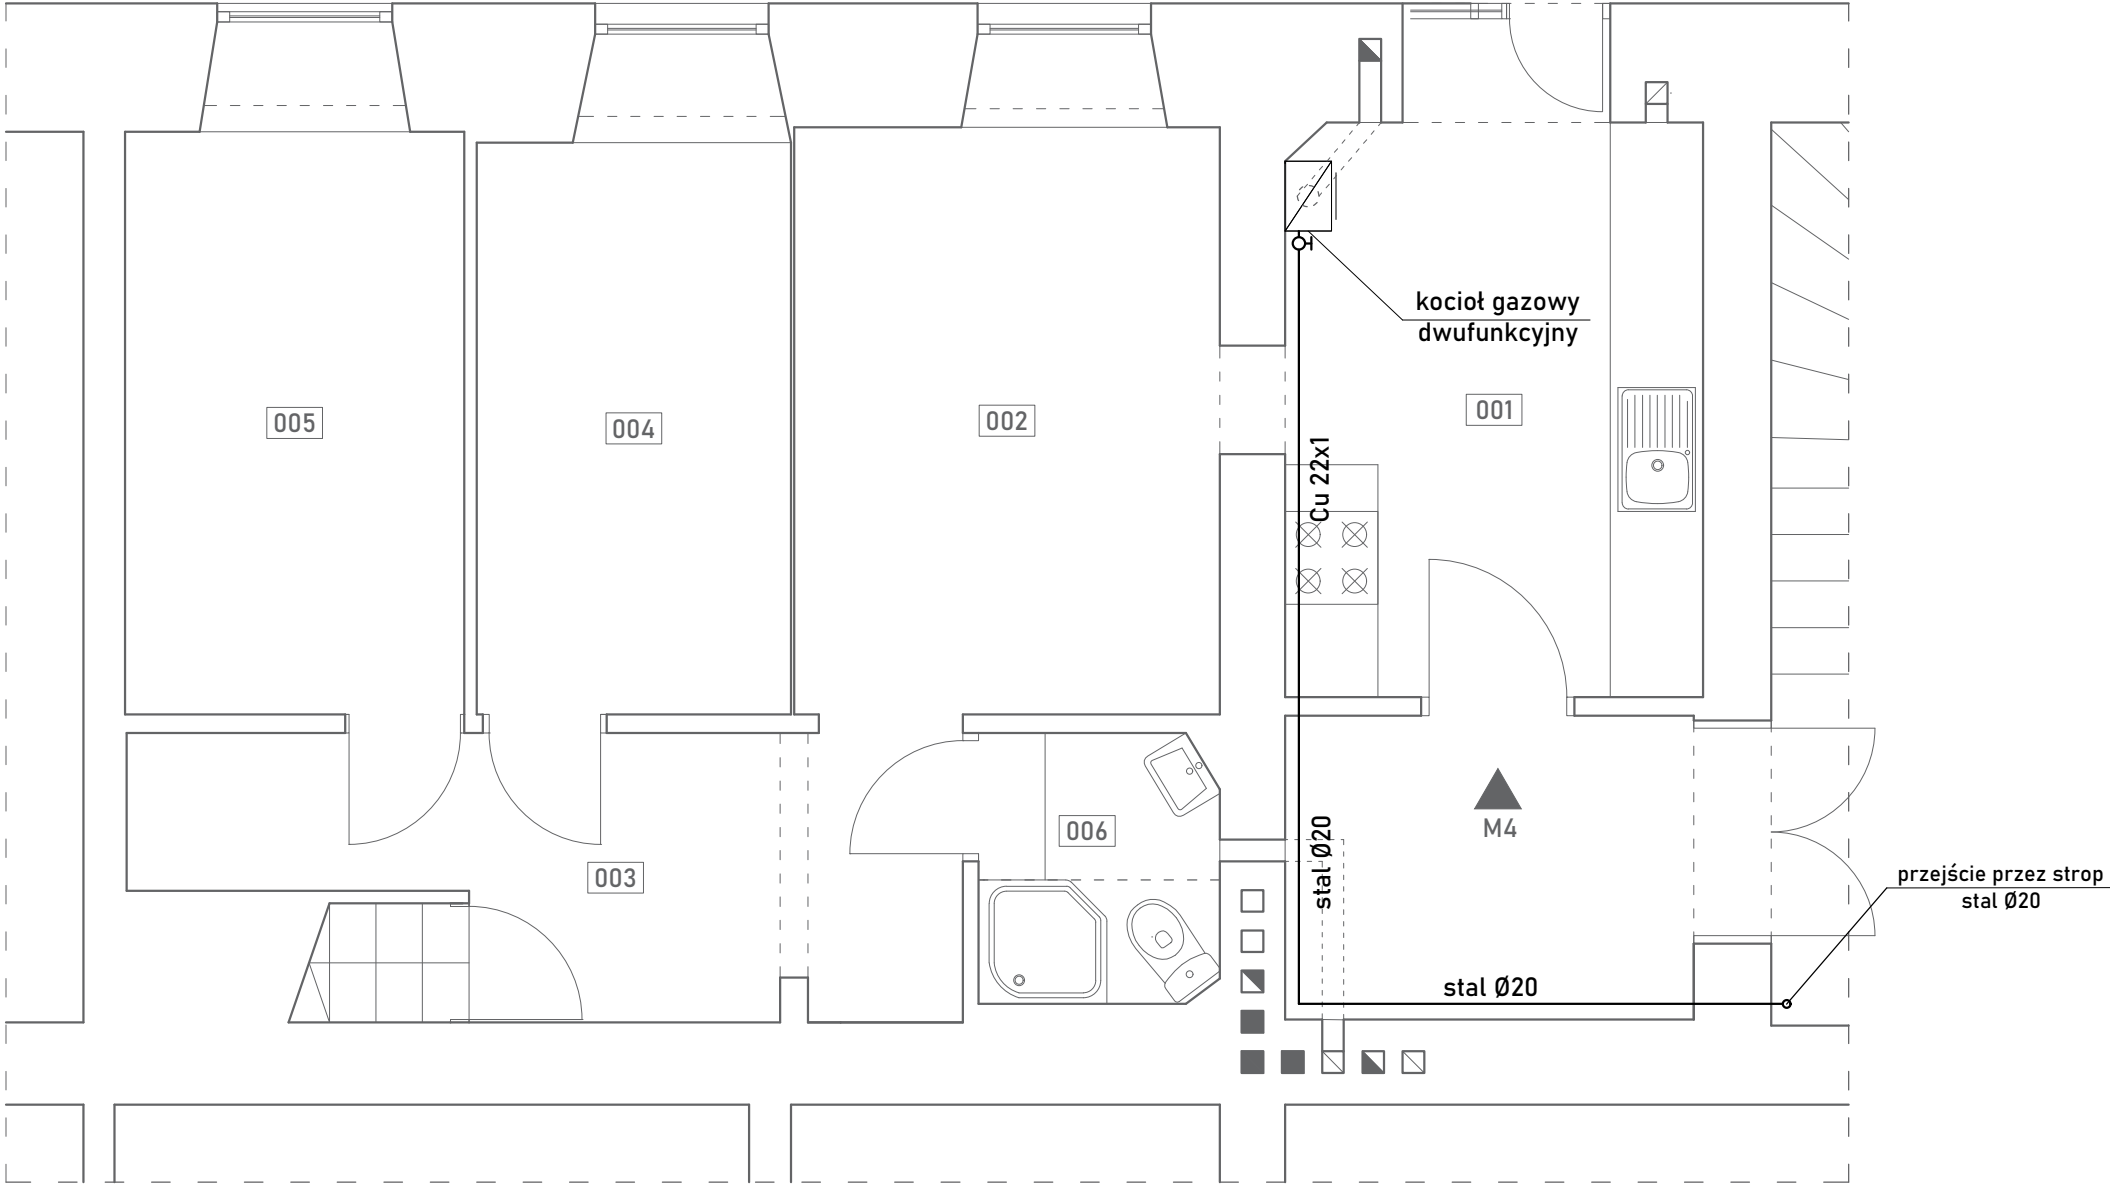 kocioł gazowy
dwufunkcyjny
005
004
002
001
Cu 22x1
M4
006
003
stal Ø20
przejście przez strop
stal Ø20
stal Ø20